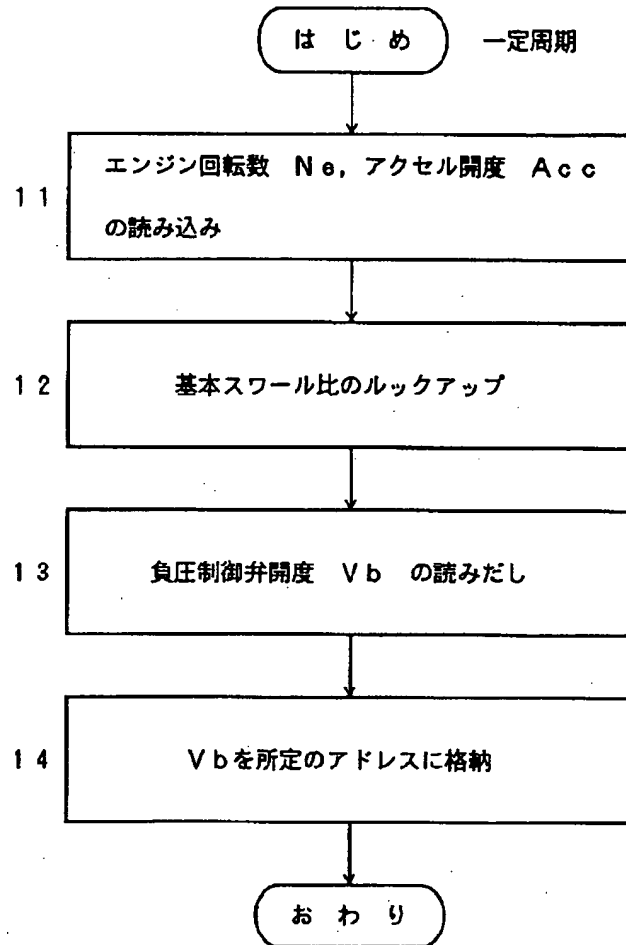 はじめ 一定周期
エンジン回転数 Ne,アクセル開度 Acc
11
の読み込み
12 基本スワール比のルックアップ
13 負圧制御弁開度 Vb の読みだし
14 Vbを所定のアドレスに格納
おわり